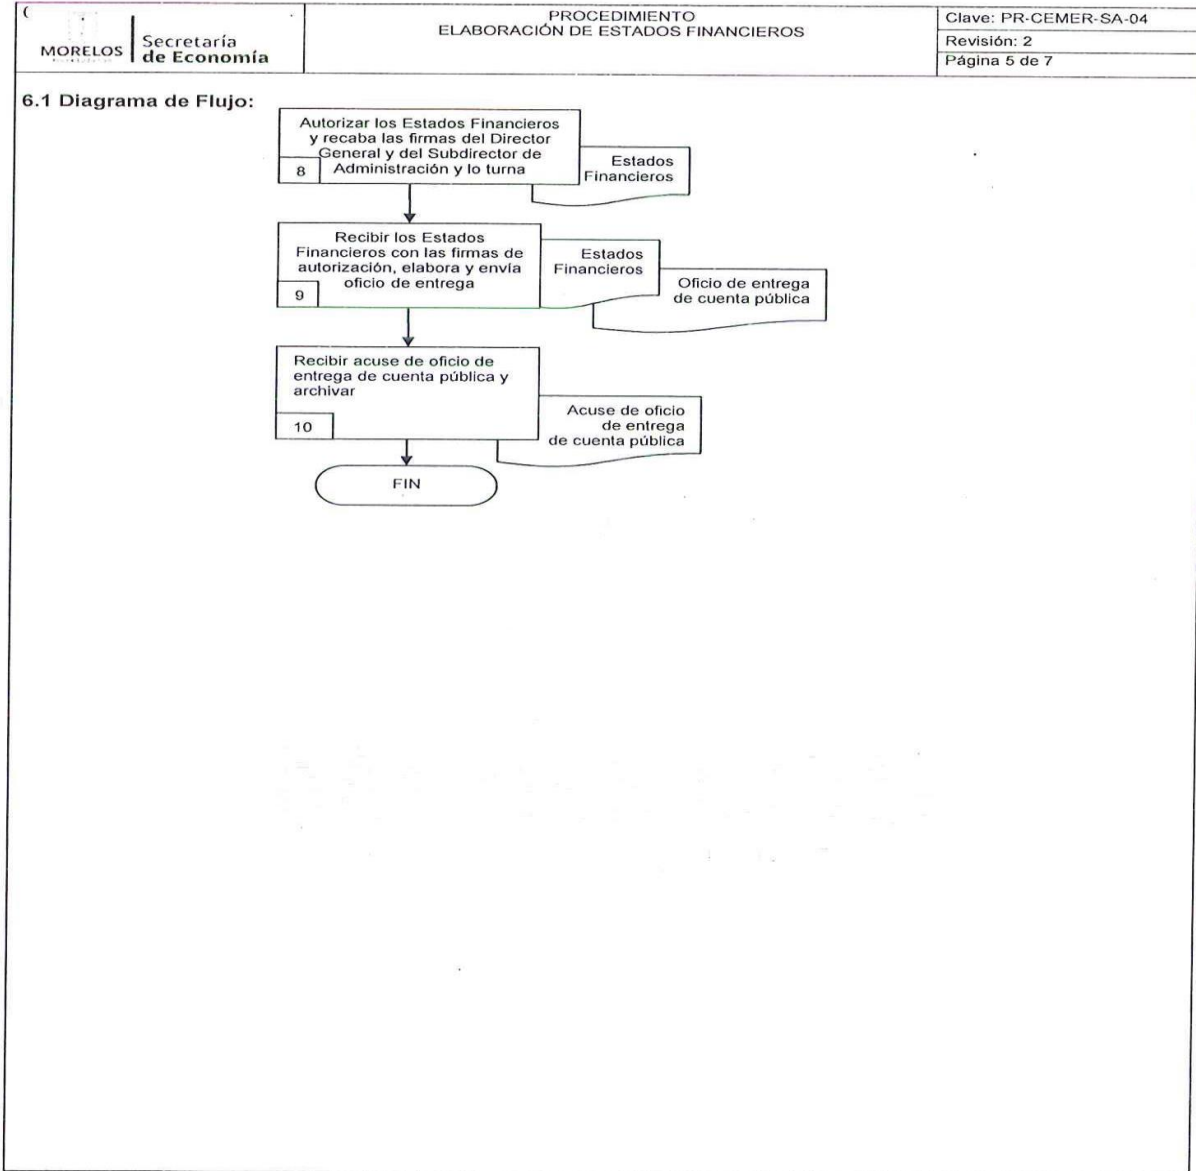 MORELOS
Secretaría
de Economía
PROCEDIMIENTO
ELABORACIÓN DE ESTADOS FINANCIEROS
Clave: PR-CEMER-SA-04
Revisión: 2
Página 5 de 7
6.1 Diagrama de Flujo:
Autorizar los Estados Financieros
y recaba las firmas del Director
General y del Subdirector de
Administración y lo turna
8
Estados
Financieros
Recibir los Estados
Financieros con las firmas de
autorización, elabora y envía
oficio de entrega
9
Estados
Financieros
Oficio de entrega
de cuenta pública
Recibir acuse de oficio de
entrega de cuenta pública y
archivar
10
Acuse de oficio
de entrega
de cuenta pública
FIN